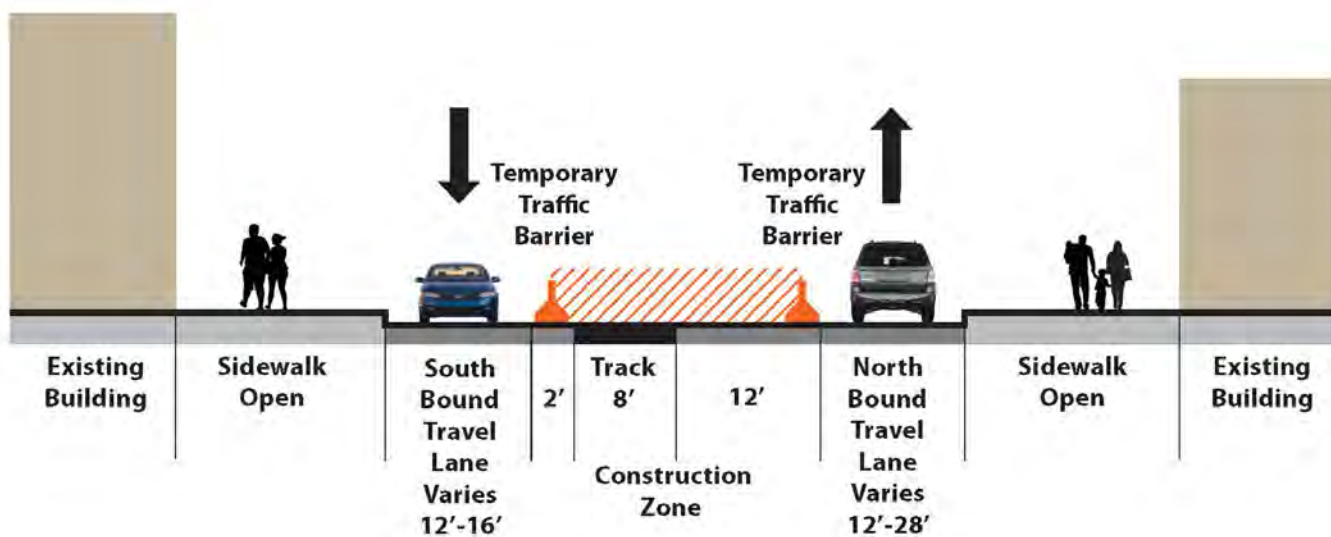 Temporary
Traffic
Barrier
Temporary
Traffic
Barrier
Existing
Building
Sidewalk
Open
South
Bound
Travel
Lane
Varies
12'-16'
2'
Track
8'
12'
Construction
Zone
North
Bound
Travel
Lane
Varies
12'-28'
Sidewalk
Open
Existing
Building